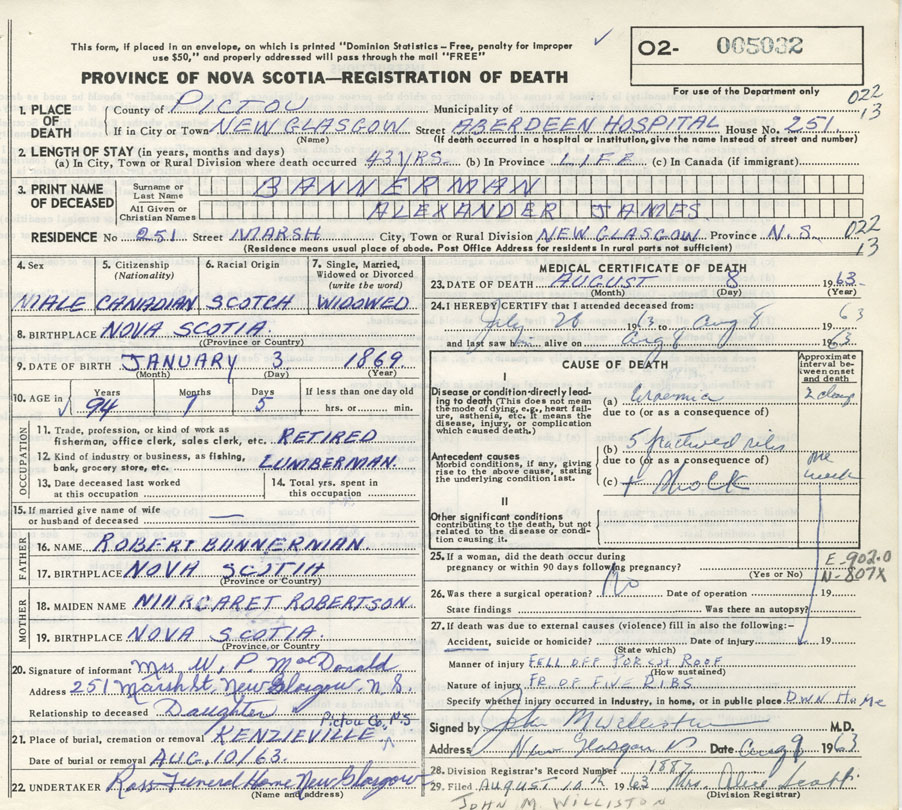 This form, if placed in an envelope, on which is printed "Dominion Statistics – Free, penalty for improper
use $50," and properly addressed will pass through the mail "FREE"
PROVINCE OF NOVA SCOTIA—REGISTRATION OF DEATH
O2- 005032
For use of the Department only
022
13
1. PLACE OF DEATH
County of PICTOU Municipality of
If in City or Town NEW GLASGOW Street ABERDEEN HOSPITAL House No. 251
(Name) (If death occurred in a hospital or institution, give the name instead of street and number)
2. LENGTH OF STAY (in years, months and days)
(a) In City, Town or Rural Division where death occurred 43 YRS. (b) In Province LIFE (c) In Canada (if immigrant)
3. PRINT NAME OF DECEASED
Surname or Last Name BANNERMAN
All Given or Christian Names ALEXANDER JAMES
RESIDENCE No 251 Street MARSH City, Town or Rural Division NEW GLASGOW Province N.S.
022
13
(Residence means usual place of abode. Post Office Address for residents in rural parts not sufficient)
4. Sex MALE
5. Citizenship (Nationality) CANADIAN
6. Racial Origin SCOTCH
7. Single, Married, Widowed or Divorced (write the word) WIDOWED
8. BIRTHPLACE NOVA SCOTIA.
(Province or Country)
9. DATE OF BIRTH JANUARY 3 1869
(Month) (Day) (Year)
10. AGE in Years 94 Months 7 Days 5 If less than one day old hrs. or min.
OCCUPATION
11. Trade, profession, or kind of work as fisherman, office clerk, sales clerk, etc. RETIRED
12. Kind of industry or business, as fishing, bank, grocery store, etc. LUMBERMAN.
13. Date deceased last worked at this occupation
14. Total yrs. spent in this occupation
15. If married give name of wife or husband of deceased —
FATHER
16. NAME ROBERT BANNERMAN
17. BIRTHPLACE NOVA SCOTIA
(Province or Country)
MOTHER
18. MAIDEN NAME MARGARET ROBERTSON
19. BIRTHPLACE NOVA SCOTIA.
(Province or Country)
20. Signature of informant Mrs W. P. MacDonald
Address 251 Marsh St, New Glasgow, N.S.
Relationship to deceased Daughter
Pictou Co., N.S
21. Place of burial, cremation or removal KENZIEVILLE
22. Date of burial or removal AUG. 10/63.
22. UNDERTAKER Ross Funeral Home New Glasgow
(Name and address)
MEDICAL CERTIFICATE OF DEATH
23. DATE OF DEATH AUGUST 8 1963
(Month) (Day) (Year)
24. I HEREBY CERTIFY that I attended deceased from:
July 26 1963 to Aug 8 1963
and last saw him alive on Aug 8 1963
CAUSE OF DEATH
Approximate interval between onset and death
I
Disease or condition directly leading to death (This does not mean the mode of dying, e.g., heart failure, asthenia, etc. It means the disease, injury, or complication which caused death.)
(a) Uraemia 2 days
due to (or as a consequence of)
Antecedent causes
Morbid conditions, if any, giving rise to the above cause, stating the underlying condition last.
(b) 5 fractured ribs one week
due to (or as a consequence of)
(c) + Shock
II
Other significant conditions contributing to the death, but not related to the disease or condition causing it.
25. If a woman, did the death occur during pregnancy or within 90 days following pregnancy?
(Yes or No)
E-902.0
N-807X
26. Was there a surgical operation? No Date of operation 19
State findings Was there an autopsy?
27. If death was due to external causes (violence) fill in also the following:-
Accident, suicide or homicide? Date of injury 19
(State which)
Manner of injury FELL OFF PORCH ROOF
(How sustained)
Nature of injury FR OF FIVE RIBS
Specify whether injury occurred in Industry, in home, or in public place OWN HOME
Signed by John M Williston M.D.
Address New Glasgow Date Aug 9 1963
28. Division Registrar's Record Number 1887
29. Filed AUGUST 10th 1963 Mrs. Alice Scott
(Division Registrar)
JOHN M. WILLISTON